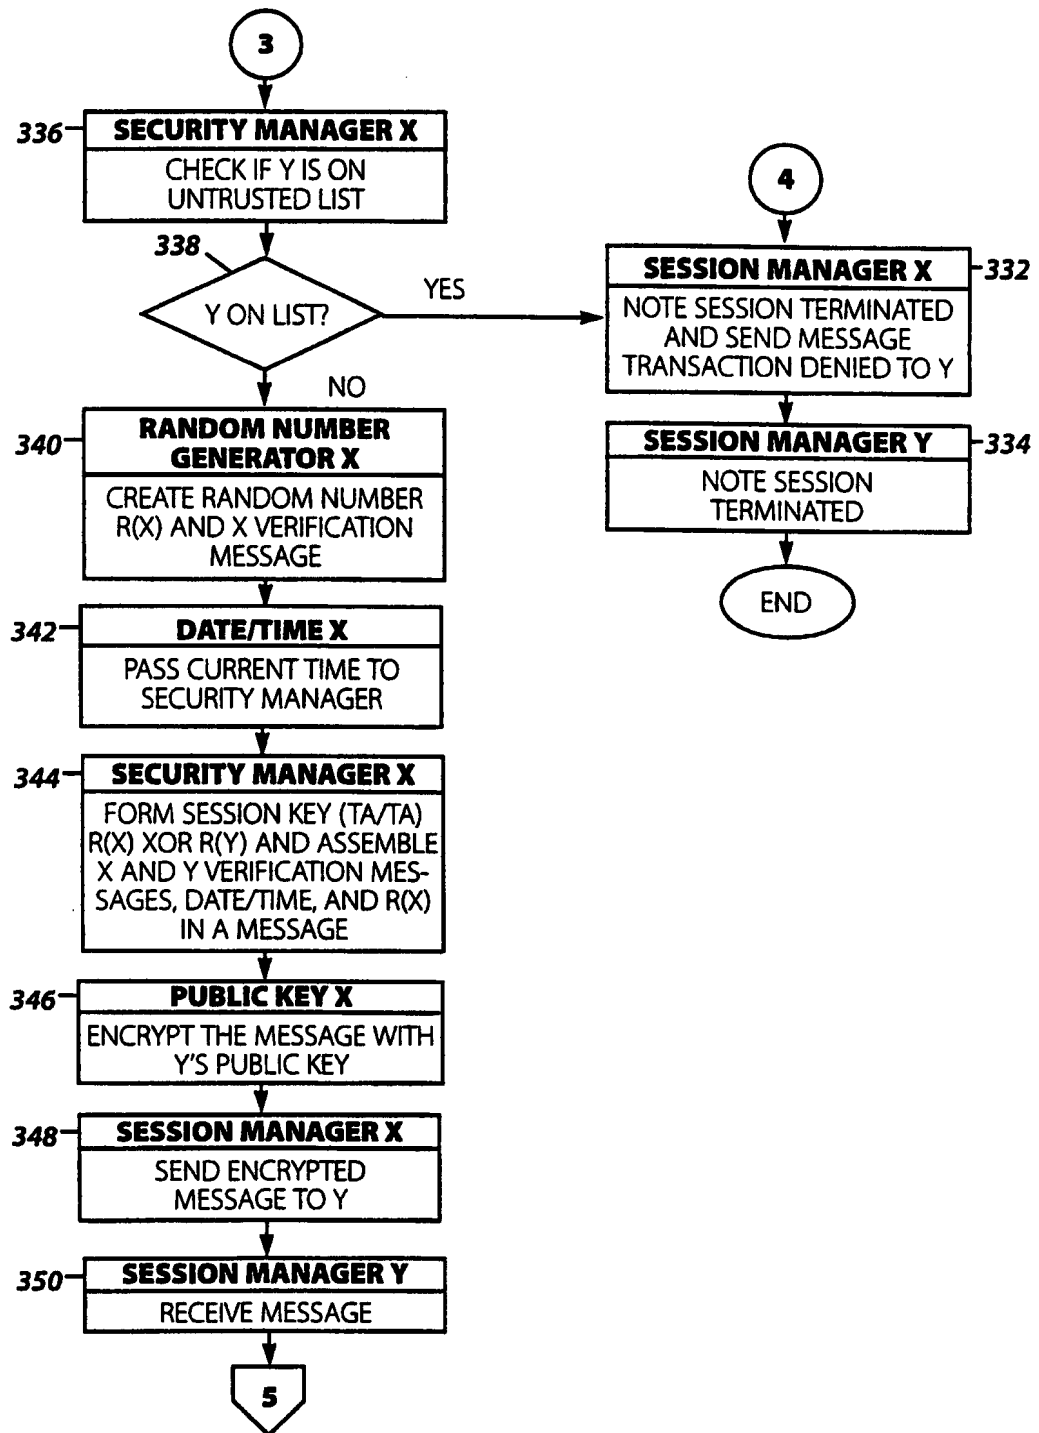 3
336
SECURITY MANAGER X
CHECK IF Y IS ON
UNTRUSTED LIST
338
Y ON LIST?
YES
NO
340
RANDOM NUMBER
GENERATOR X
CREATE RANDOM NUMBER
R(X) AND X VERIFICATION
MESSAGE
342
DATE/TIME X
PASS CURRENT TIME TO
SECURITY MANAGER
344
SECURITY MANAGER X
FORM SESSION KEY (TA/TA)
R(X) XOR R(Y) AND ASSEMBLE
X AND Y VERIFICATION MES-
SAGES, DATE/TIME, AND R(X)
IN A MESSAGE
346
PUBLIC KEY X
ENCRYPT THE MESSAGE WITH
Y'S PUBLIC KEY
348
SESSION MANAGER X
SEND ENCRYPTED
MESSAGE TO Y
350
SESSION MANAGER Y
RECEIVE MESSAGE
5
4
SESSION MANAGER X
332
NOTE SESSION TERMINATED
AND SEND MESSAGE
TRANSACTION DENIED TO Y
SESSION MANAGER Y
334
NOTE SESSION
TERMINATED
END